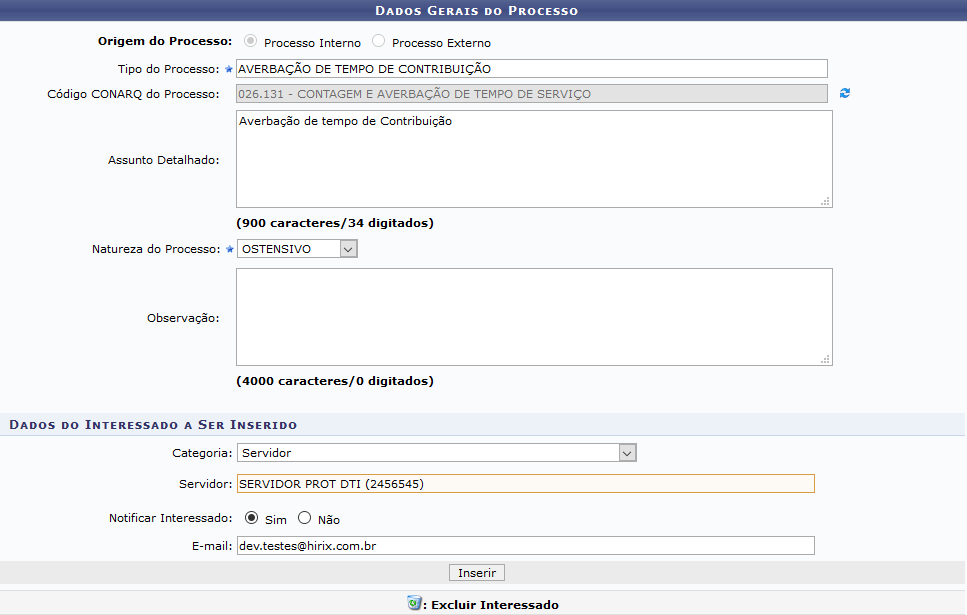 Dados Gerais do Processo
Origem do Processo: Processo Interno Processo Externo
Tipo do Processo: AVERBAÇÃO DE TEMPO DE CONTRIBUIÇÃO
Código CONARQ do Processo: 026.131 - CONTAGEM E AVERBAÇÃO DE TEMPO DE SERVIÇO
Averbação de tempo de Contribuição
Assunto Detalhado:
(900 caracteres/34 digitados)
Natureza do Processo: OSTENSIVO
Observação:
(4000 caracteres/0 digitados)
Dados do Interessado a Ser Inserido
Categoria: Servidor
Servidor: SERVIDOR PROT DTI (2456545)
Notificar Interessado: Sim Não
E-mail: dev.testes@hirix.com.br
Inserir
: Excluir Interessado